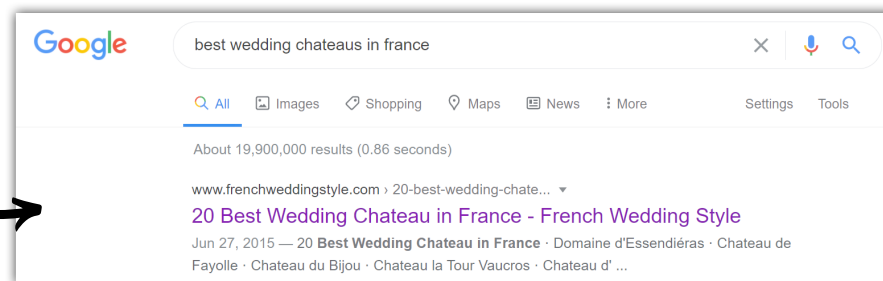 Google
best wedding chateaus in france
All Images Shopping Maps News More Settings Tools
About 19,900,000 results (0.86 seconds)
www.frenchweddingstyle.com › 20-best-wedding-chate...
20 Best Wedding Chateau in France - French Wedding Style
Jun 27, 2015 — 20 Best Wedding Chateau in France · Domaine d'Essendiéras · Chateau de
Fayolle · Chateau du Bijou · Chateau la Tour Vaucros · Chateau d' ...